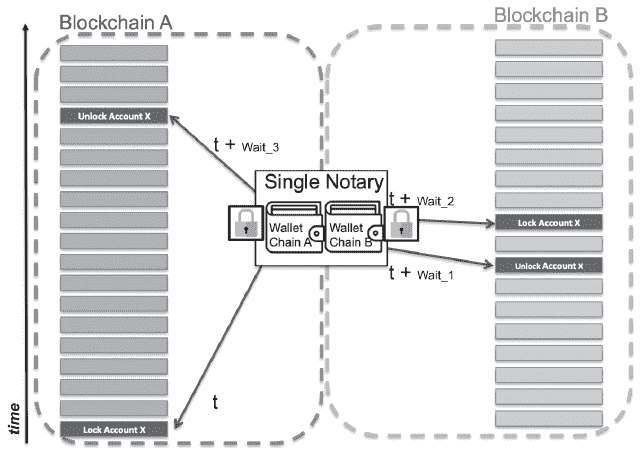 Blockchain A
Blockchain B
Unlock Account X
t + Wait_3
Single Notary
t + Wait_2
Wallet
Chain A
Wallet
Chain B
Lock Account X
Unlock Account X
t + Wait_1
t
time
Lock Account X